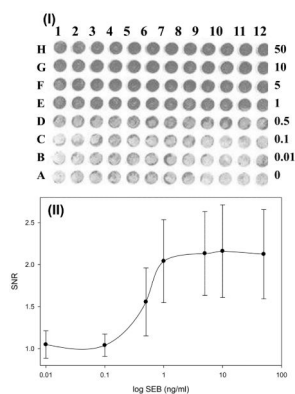 (I)
1 2 3 4 5 6 7 8 9 10 11 12
H 50
G 10
F 5
E 1
D 0.5
C 0.1
B 0.01
A 0
(II)
2.5
2.0
1.5
1.0
SNR
0.01 0.1 1 10 100
log SEB (ng/ml)